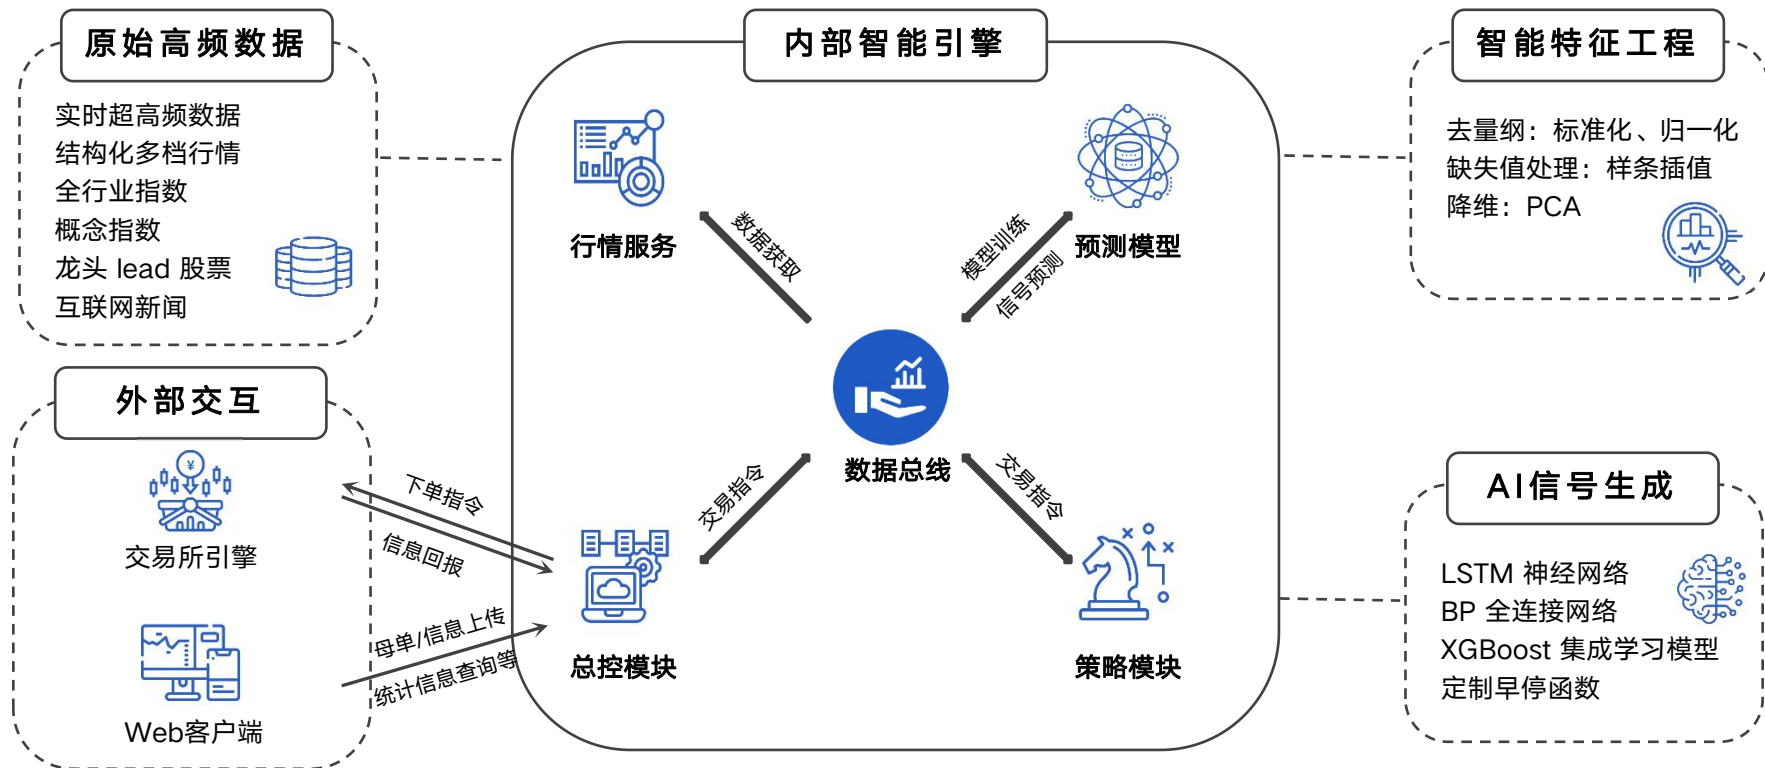 原始高频数据
实时超高频数据
结构化多档行情
全行业指数
概念指数
龙头 lead 股票
互联网新闻
外部交互
¥
交易所引擎
Web客户端
下单指令
信息回报
母单/信息上传
统计信息查询等
内部智能引擎
行情服务
预测模型
数据获取
模型训练
信号预测
数据总线
交易指令
交易指令
总控模块
策略模块
智能特征工程
去量纲：标准化、归一化
缺失值处理：样条插值
降维：PCA
AI信号生成
LSTM 神经网络
BP 全连接网络
XGBoost 集成学习模型
定制早停函数